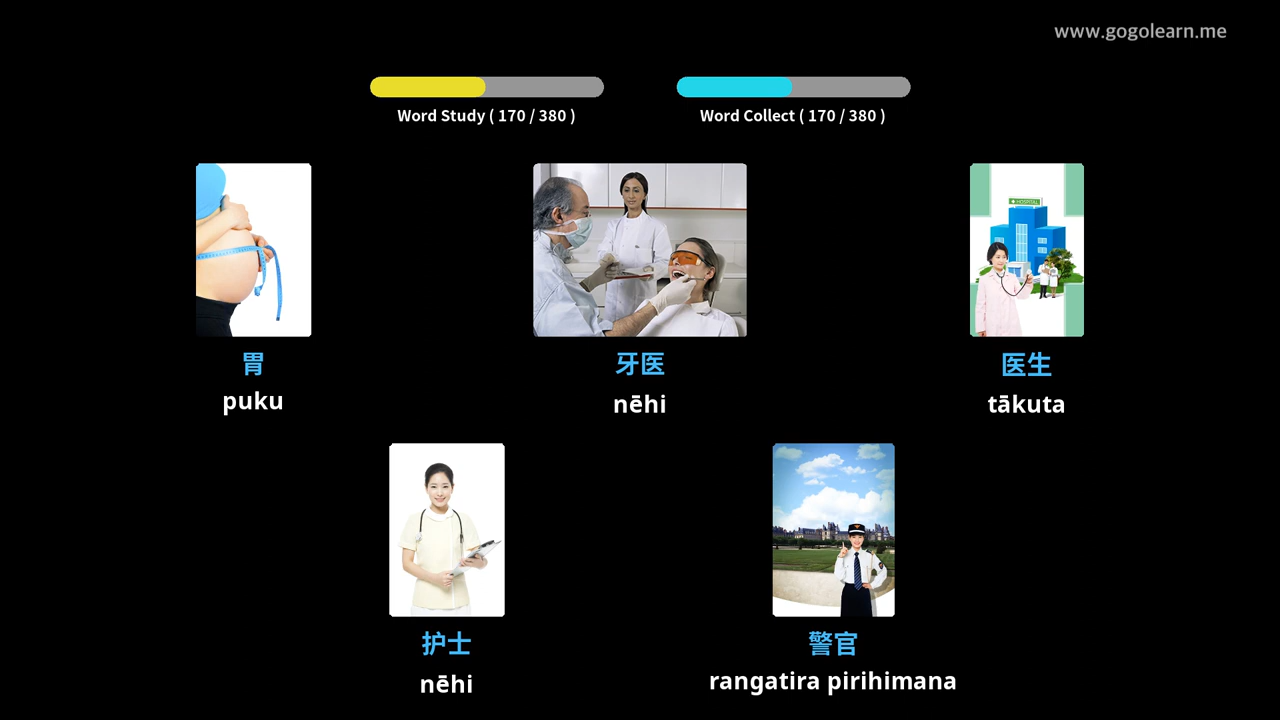 www.gogolearn.me
Word Study ( 170 / 380 )
Word Collect ( 170 / 380 )
HOSPITAL
胃
puku
牙医
nēhi
医生
tākuta
护士
nēhi
警官
rangatira pirihimana